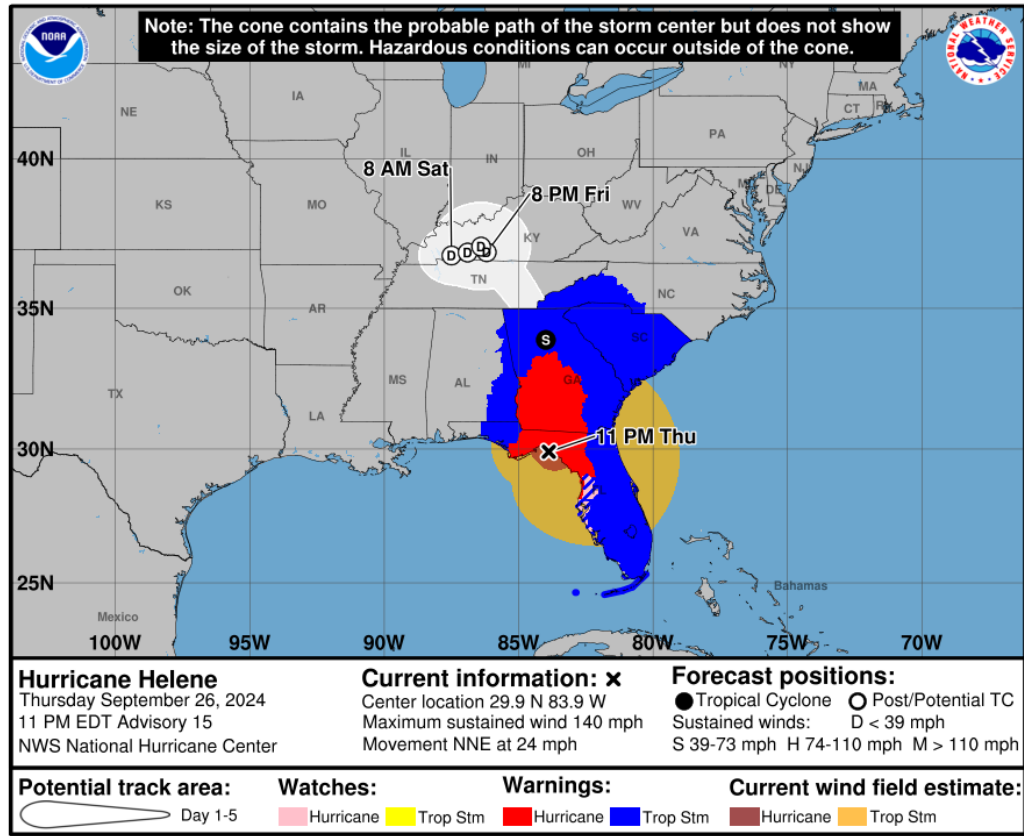 Note: The cone contains the probable path of the storm center but does not show
the size of the storm. Hazardous conditions can occur outside of the cone.
NOAA
NATIONAL WEATHER SERVICE
MI
NY
NE
IA
MA
CT
RI
PA
40N
IL
IN
OH
NJ
8 AM Sat
8 PM Fri
DE
KS
MO
WV
VA
KY
D
D
D
D
TN
OK
AR
NC
35N
S
SC
MS
AL
GA
TX
LA
11 PM Thu
30N
25N
Bahamas
Mexico
100W
95W
90W
85W
80W
75W
70W
Hurricane Helene
Thursday September 26, 2024
11 PM EDT Advisory 15
NWS National Hurricane Center
Current information: ✖
Center location 29.9 N 83.9 W
Maximum sustained wind 140 mph
Movement NNE at 24 mph
Forecast positions:
● Tropical Cyclone ○ Post/Potential TC
Sustained winds: D < 39 mph
S 39-73 mph H 74-110 mph M > 110 mph
Potential track area:
Day 1-5
Watches:
Hurricane Trop Stm
Warnings:
Hurricane Trop Stm
Current wind field estimate:
Hurricane Trop Stm